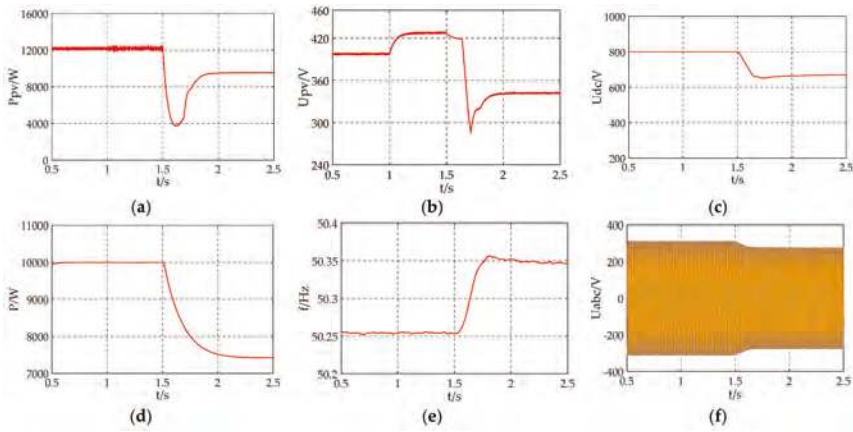 Ppv/W
16000
12000
8000
4000
0
0.5 1 1.5 2 2.5
t/s
(a)
Upv/V
420
360
300
240
0.5 1 1.5 2 2.5
t/s
(b)
Udc/V
1000
800
600
400
200
0.5 1 1.5 2 2.5
t/s
(c)
P/W
11000
10000
9000
8000
7000
0.5 1 1.5 2 2.5
t/s
(d)
f/Hz
50.4
50.35
50.3
50.25
50.2
0.5 1 1.5 2 2.5
t/s
(e)
Uabc/V
400
200
0
-200
-400
0.5 1 1.5 2 2.5
t/s
(f)